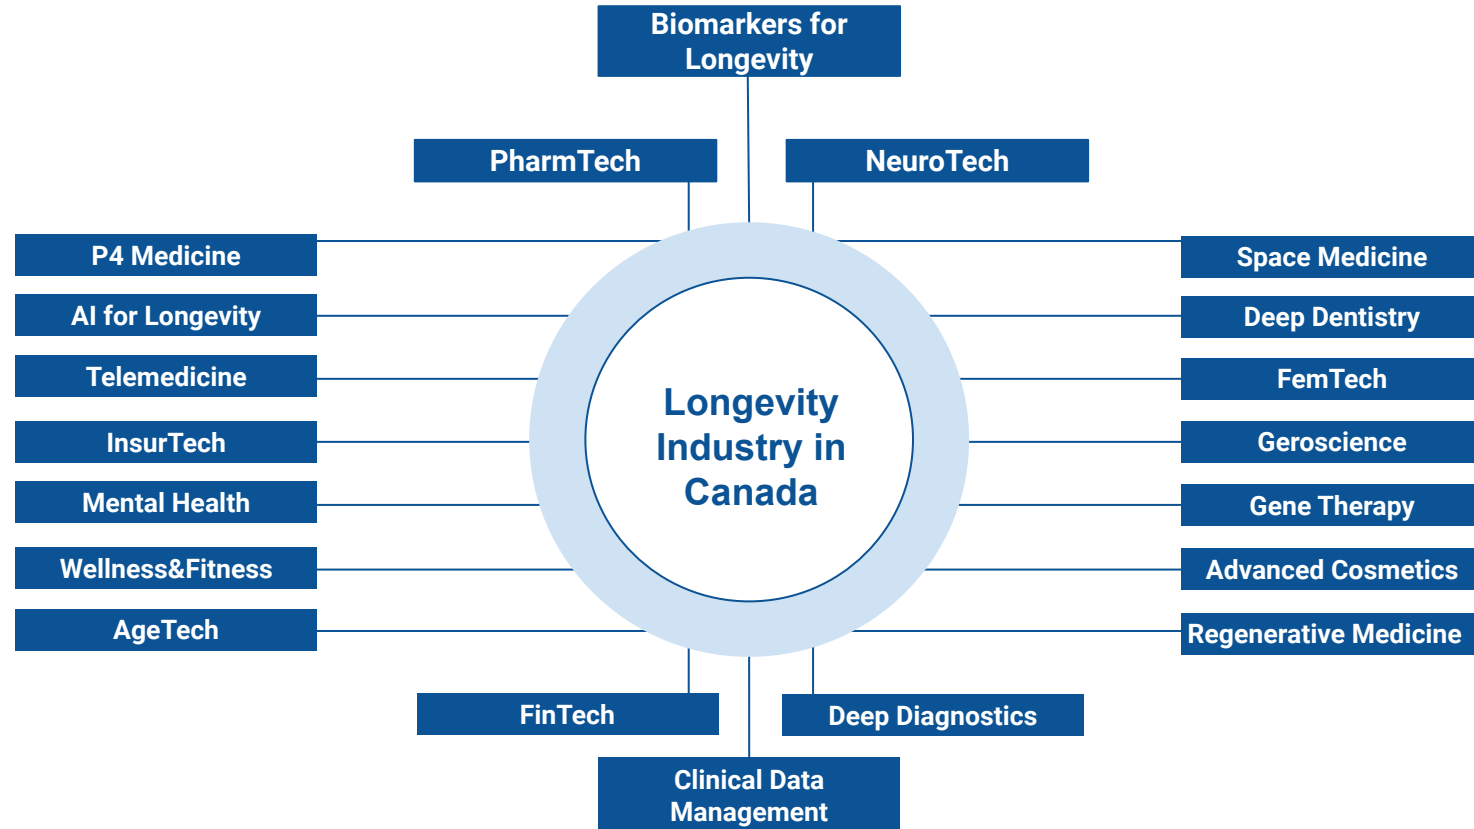 Biomarkers for
Longevity
PharmTech
NeuroTech
P4 Medicine
AI for Longevity
Telemedicine
InsurTech
Mental Health
Wellness&Fitness
AgeTech
Longevity
Industry in
Canada
Space Medicine
Deep Dentistry
FemTech
Geroscience
Gene Therapy
Advanced Cosmetics
Regenerative Medicine
FinTech
Deep Diagnostics
Clinical Data
Management